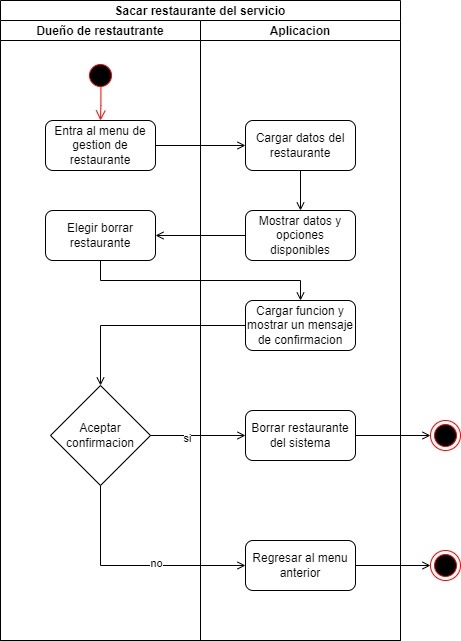 Sacar restaurante del servicio
Dueño de restautrante
Aplicacion
Entra al menu de
gestion de
restaurante
Cargar datos del
restaurante
Elegir borrar
restaurante
Mostrar datos y
opciones
disponibles
Cargar funcion y
mostrar un mensaje
de confirmacion
Aceptar
confirmacion
si
Borrar restaurante
del sistema
no
Regresar al menu
anterior